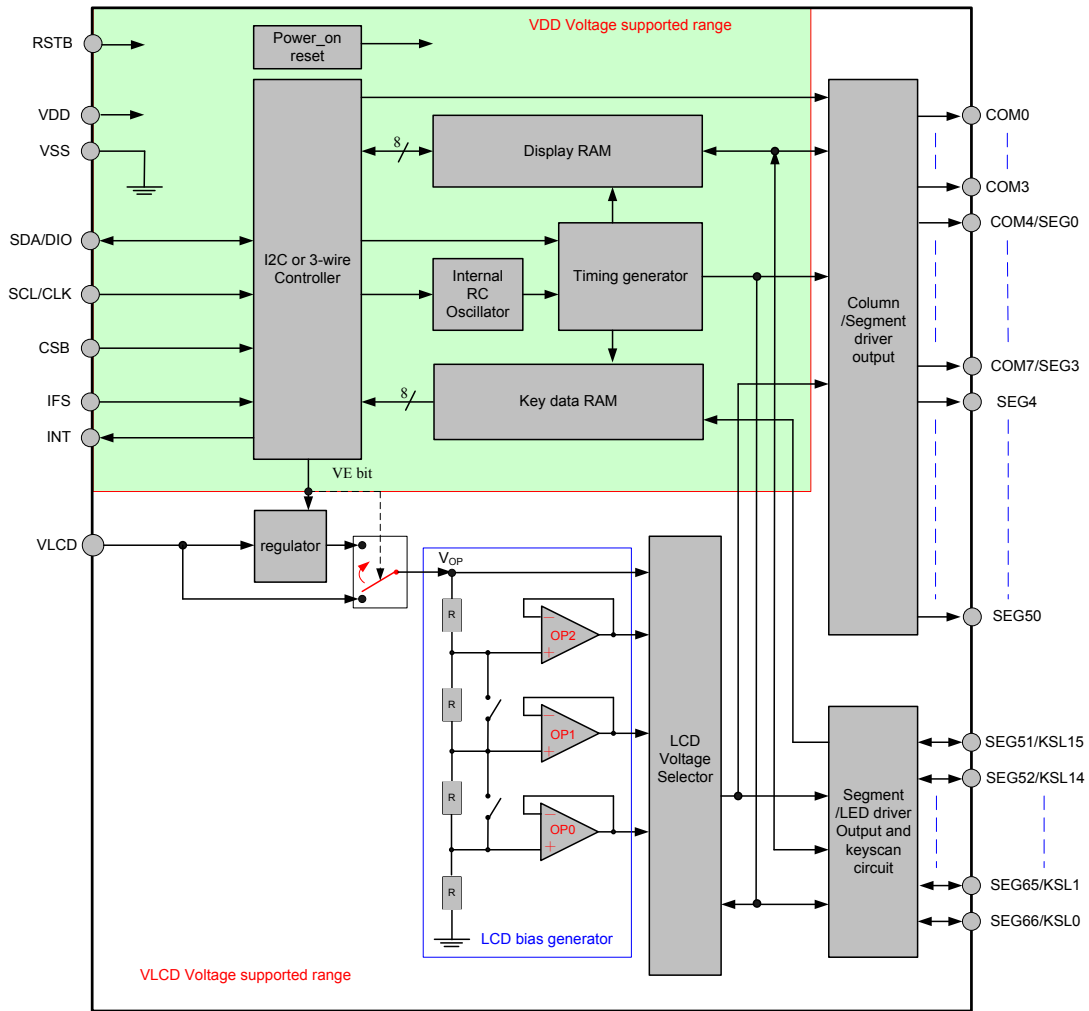 VDD Voltage supported range
RSTB
Power_on
reset
VDD
VSS
SDA/DIO
SCL/CLK
CSB
IFS
INT
I2C or 3-wire
Controller
8
Display RAM
Internal
RC
Oscillator
Timing generator
8
Key data RAM
VE bit
Column
/Segment
driver
output
COM0
COM3
COM4/SEG0
COM7/SEG3
SEG4
SEG50
VLCD
regulator
VOP
R
R
R
R
OP2
OP1
OP0
LCD bias generator
LCD
Voltage
Selector
Segment
/LED driver
Output and
keyscan
circuit
SEG51/KSL15
SEG52/KSL14
SEG65/KSL1
SEG66/KSL0
VLCD Voltage supported range